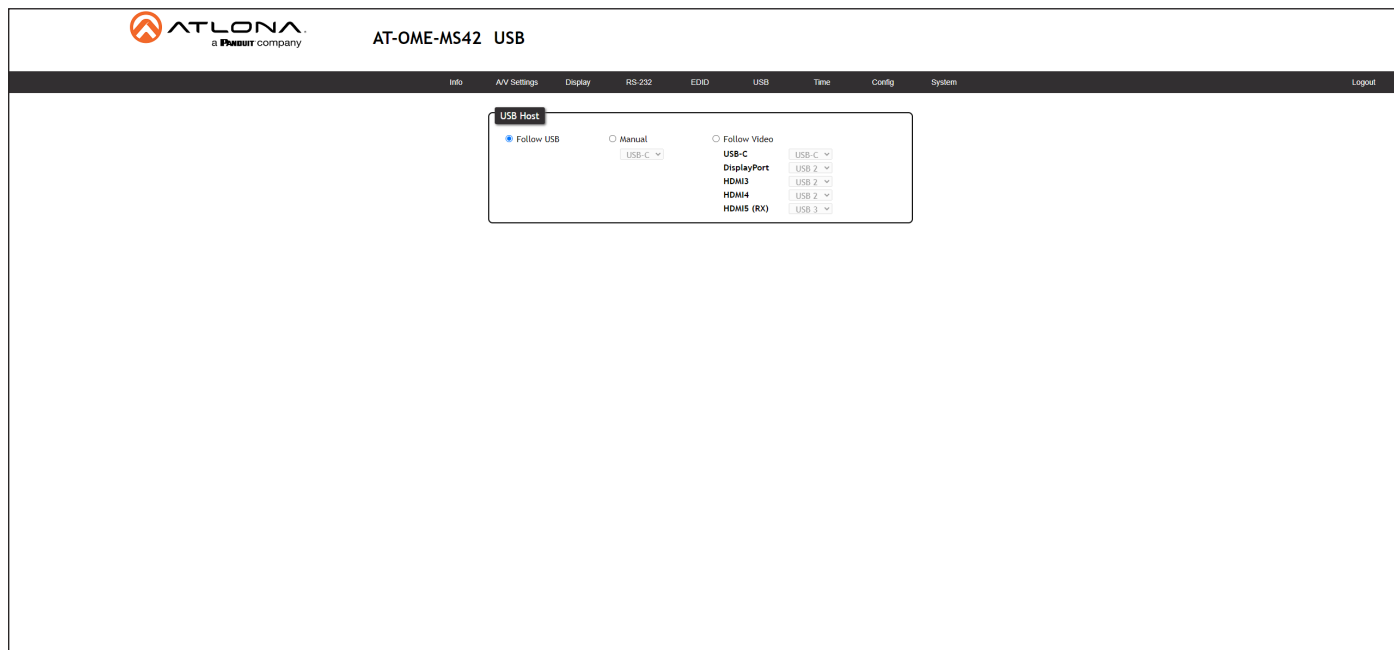 ATLONA.
a PANDUIT company
AT-OME-MS42 USB
Info A/V Settings Display RS-232 EDID USB Time Config System Logout
USB Host
Follow USB Manual Follow Video
USB-C USB-C USB-C
DisplayPort USB 2
HDMI3 USB 2
HDMI4 USB 2
HDMI5 (RX) USB 3